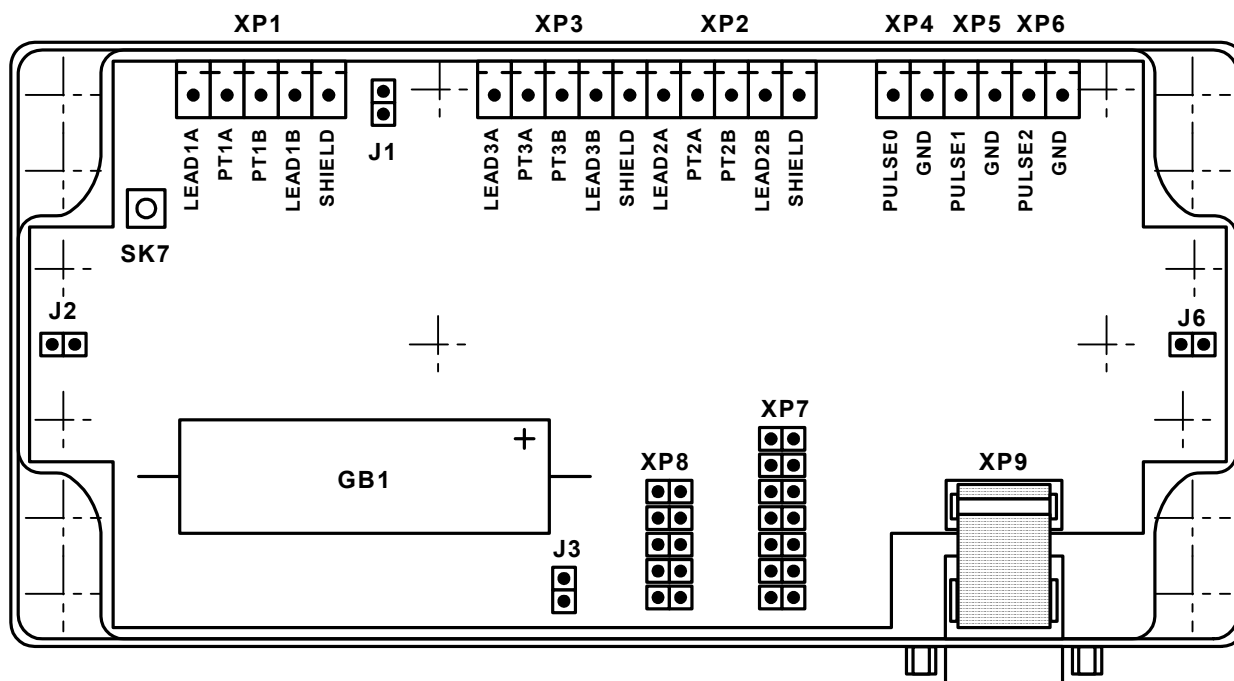 XP1 XP3 XP2 XP4 XP5 XP6
LEAD1A
PT1A
PT1B
LEAD1B
SHIELD
J1
LEAD3A
PT3A
PT3B
LEAD3B
SHIELD
LEAD2A
PT2A
PT2B
LEAD2B
SHIELD
PULSE0
GND
PULSE1
GND
PULSE2
GND
SK7
J2
J6
+
GB1
XP7
XP8
XP9
J3